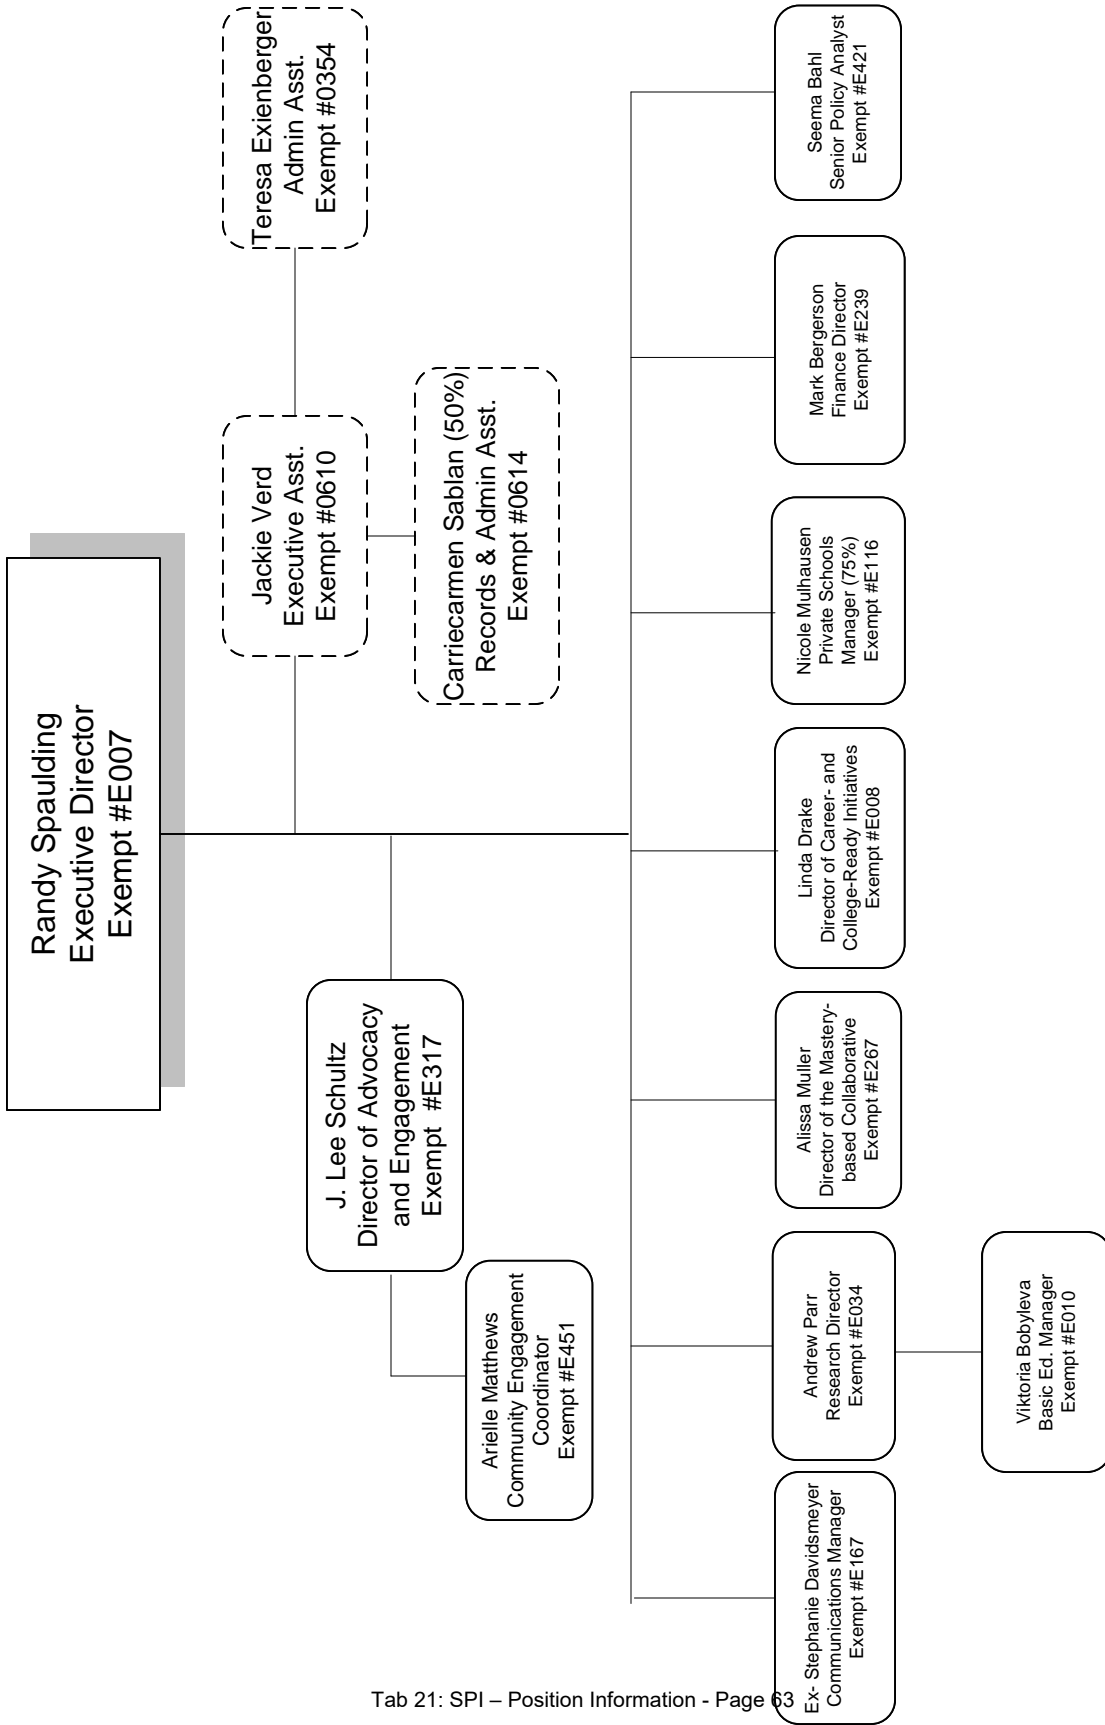 Randy Spaulding
Executive Director
Exempt #E007
Jackie Verd
Executive Asst.
Exempt #0610
Teresa Exienberger
Admin Asst.
Exempt #0354
Carriecarmen Sablan (50%)
Records & Admin Asst.
Exempt #0614
J. Lee Schultz
Director of Advocacy
and Engagement
Exempt #E317
Arielle Matthews
Community Engagement
Coordinator
Exempt #E451
Ex- Stephanie Davidsmeyer
Communications Manager
Exempt #E167
Andrew Parr
Research Director
Exempt #E034
Alissa Muller
Director of the Mastery-
based Collaborative
Exempt #E267
Linda Drake
Director of Career- and
College-Ready Initiatives
Exempt #E008
Nicole Mulhausen
Private Schools
Manager (75%)
Exempt #E116
Mark Bergerson
Finance Director
Exempt #E239
Seema Bahl
Senior Policy Analyst
Exempt #E421
Viktoria Bobyleva
Basic Ed. Manager
Exempt #E010
Tab 21: SPI – Position Information - Page 63